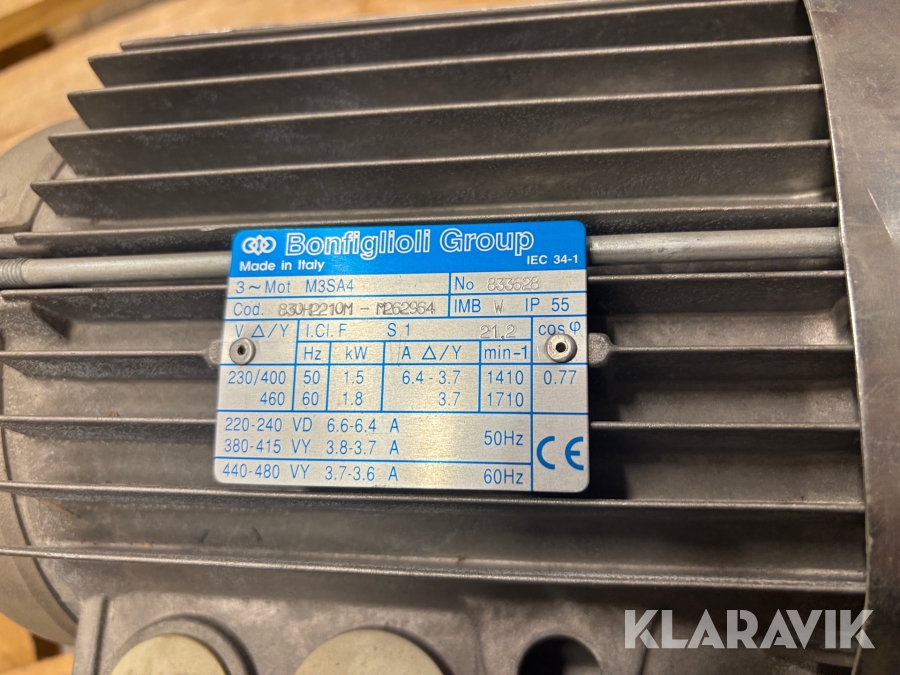 Bonfiglioli Group
Made in Italy IEC 34-1
3~Mot M3SA4 No 833628
Cod. 830H2210M - M262964 IMB W IP 55
V Δ/Y I.Cl.F S1 21.2 cosφ
Hz kW A Δ/Y min-1
230/400 50 1.5 6.4-3.7 1410 0.77
460 60 1.8 3.7 1710
220-240 VD 6.6-6.4 A
50Hz
380-415 VY 3.8-3.7 A
CE
440-480 VY 3.7-3.6 A 60Hz
KLARAVIK